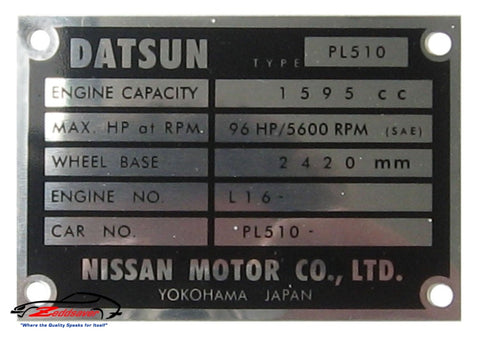 DATSUN TYPE PL510
ENGINE CAPACITY 1595 cc
MAX. HP at RPM 96 HP/5600 RPM (SAE)
WHEEL BASE 2420 mm
ENGINE NO. L16-
CAR NO. PL510-
NISSAN MOTOR CO., LTD.
YOKOHAMA JAPAN
Zeddsaver
"Where the Quality Speaks for Itself"